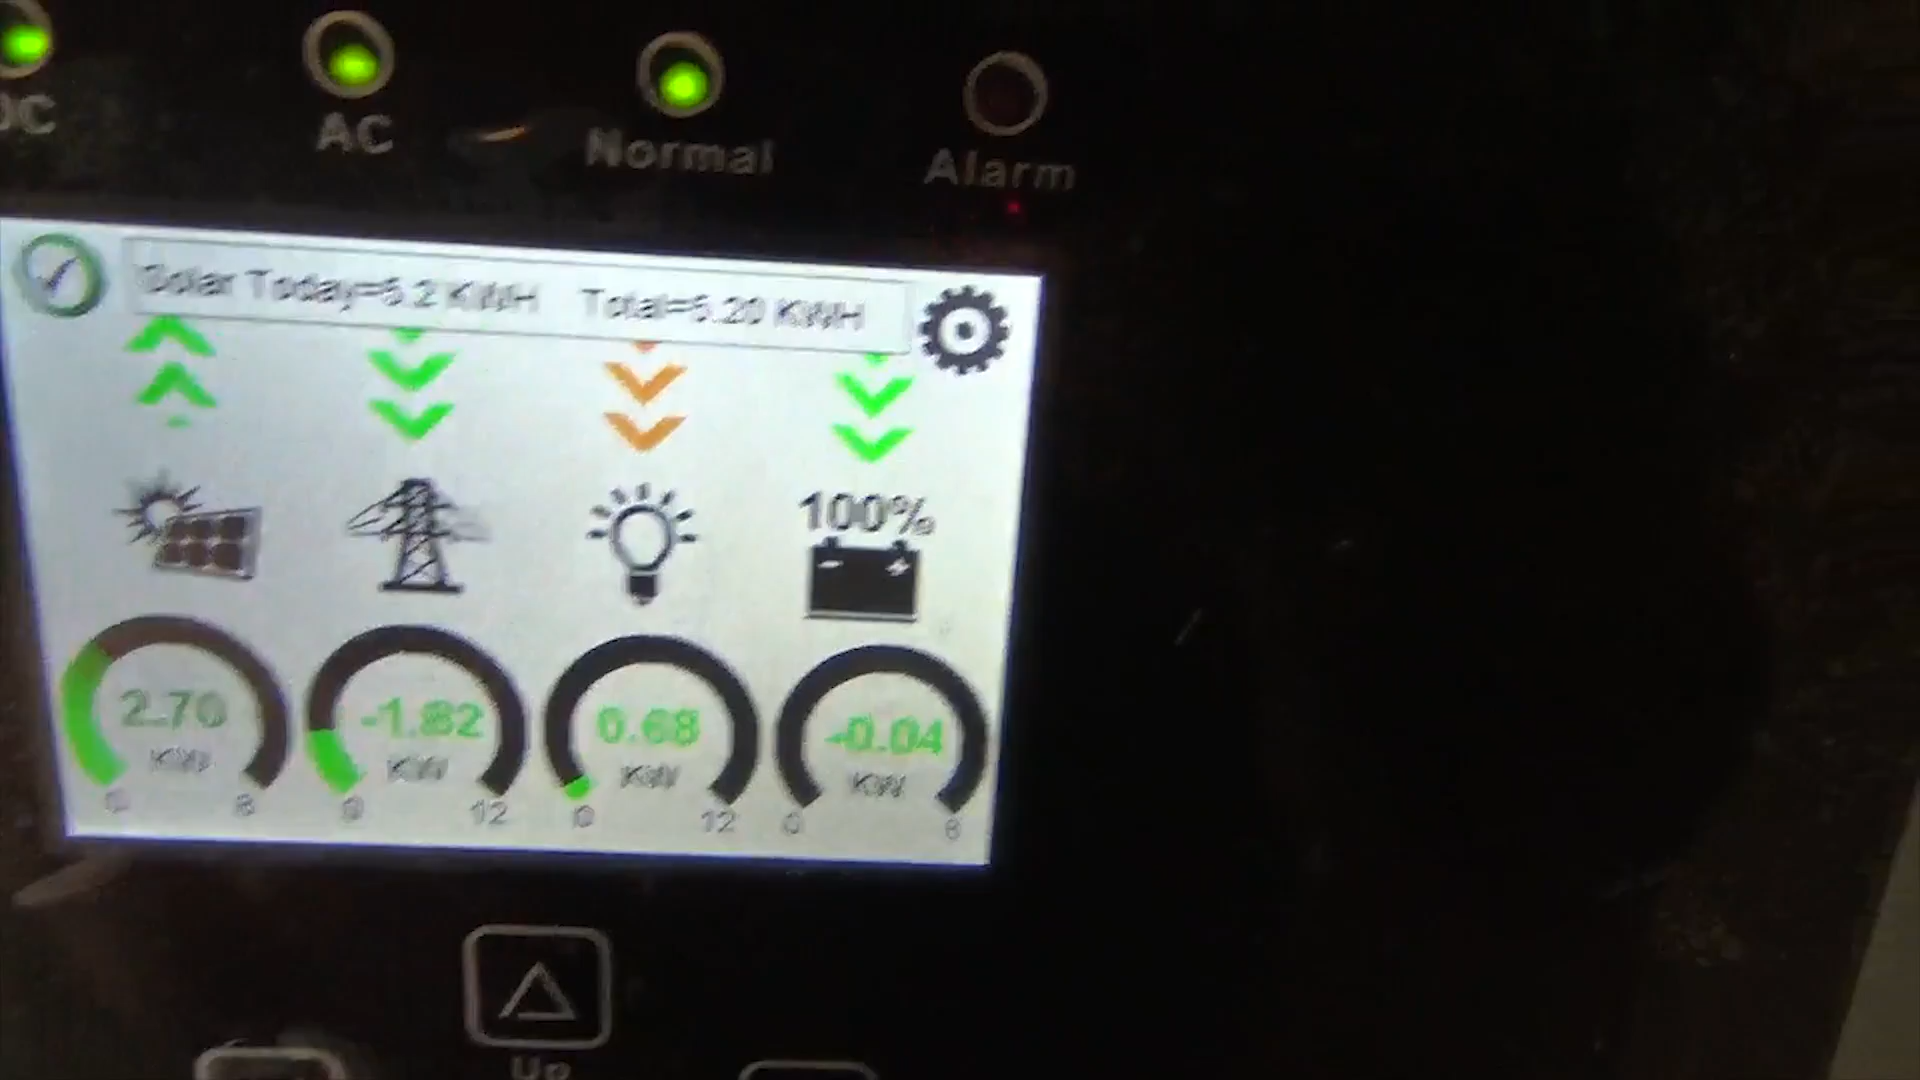 DC AC Normal Alarm
Solar Today=5.2 KWH Total=5.20 KWH
100%
2.70 -1.82 0.68 -0.04
KW KW KW KW
0 8 0 12 0 12 0 8
Up